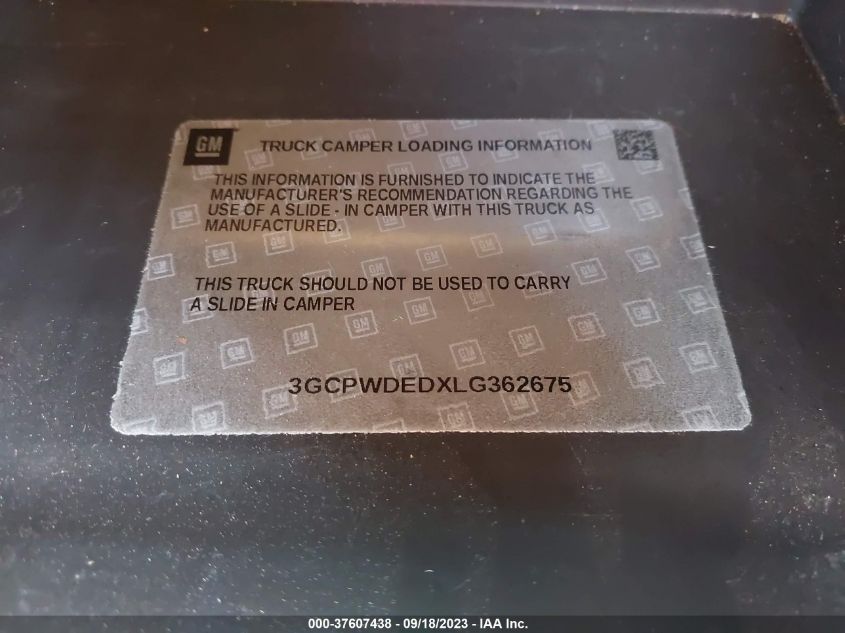 GM
TRUCK CAMPER LOADING INFORMATION
THIS INFORMATION IS FURNISHED TO INDICATE THE
MANUFACTURER'S RECOMMENDATION REGARDING THE
USE OF A SLIDE - IN CAMPER WITH THIS TRUCK AS
MANUFACTURED.
THIS TRUCK SHOULD NOT BE USED TO CARRY
A SLIDE IN CAMPER
3GCPWDEDXLG362675
000-37607438 - 09/18/2023 - IAA Inc.